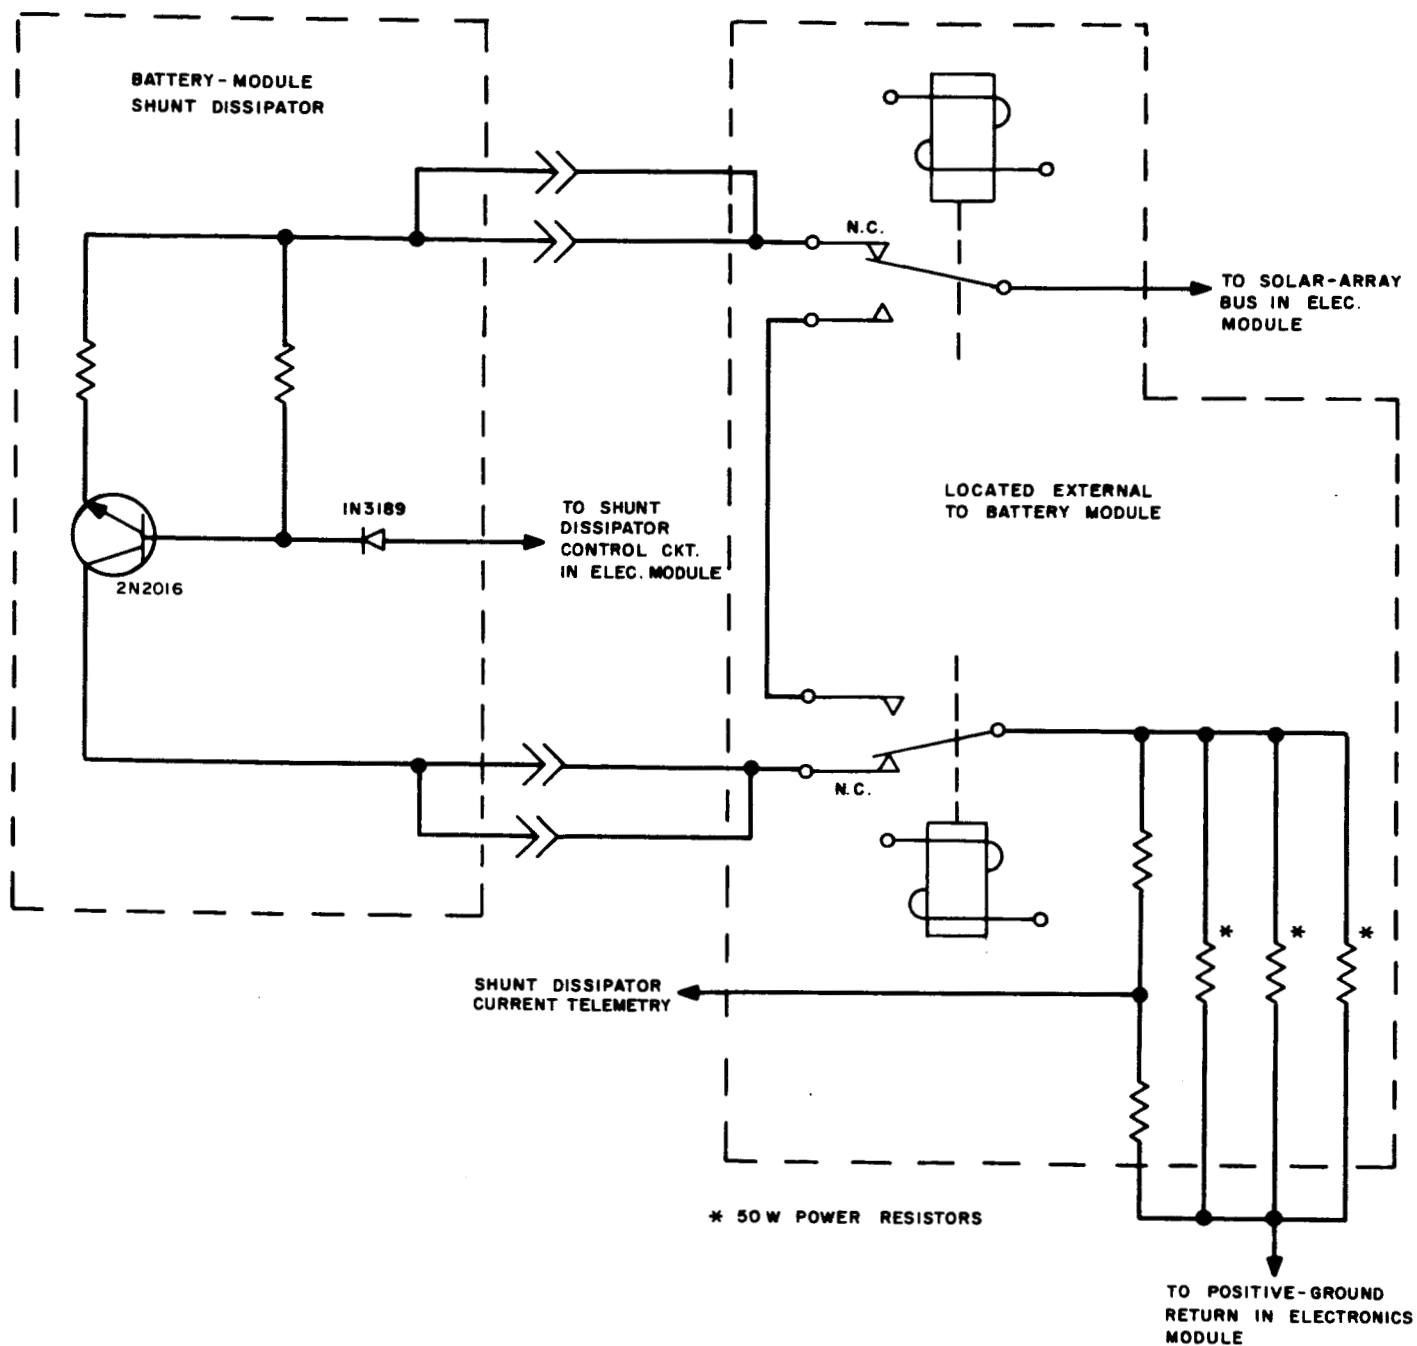 BATTERY-MODULE
SHUNT DISSIPATOR
N.C.
TO SOLAR-ARRAY
BUS IN ELEC.
MODULE
1N3189
TO SHUNT
DISSIPATOR
CONTROL CKT.
IN ELEC. MODULE
LOCATED EXTERNAL
TO BATTERY MODULE
2N2016
N.C.
*
*
*
SHUNT DISSIPATOR
CURRENT TELEMETRY
* 50W POWER RESISTORS
TO POSITIVE-GROUND
RETURN IN ELECTRONICS
MODULE